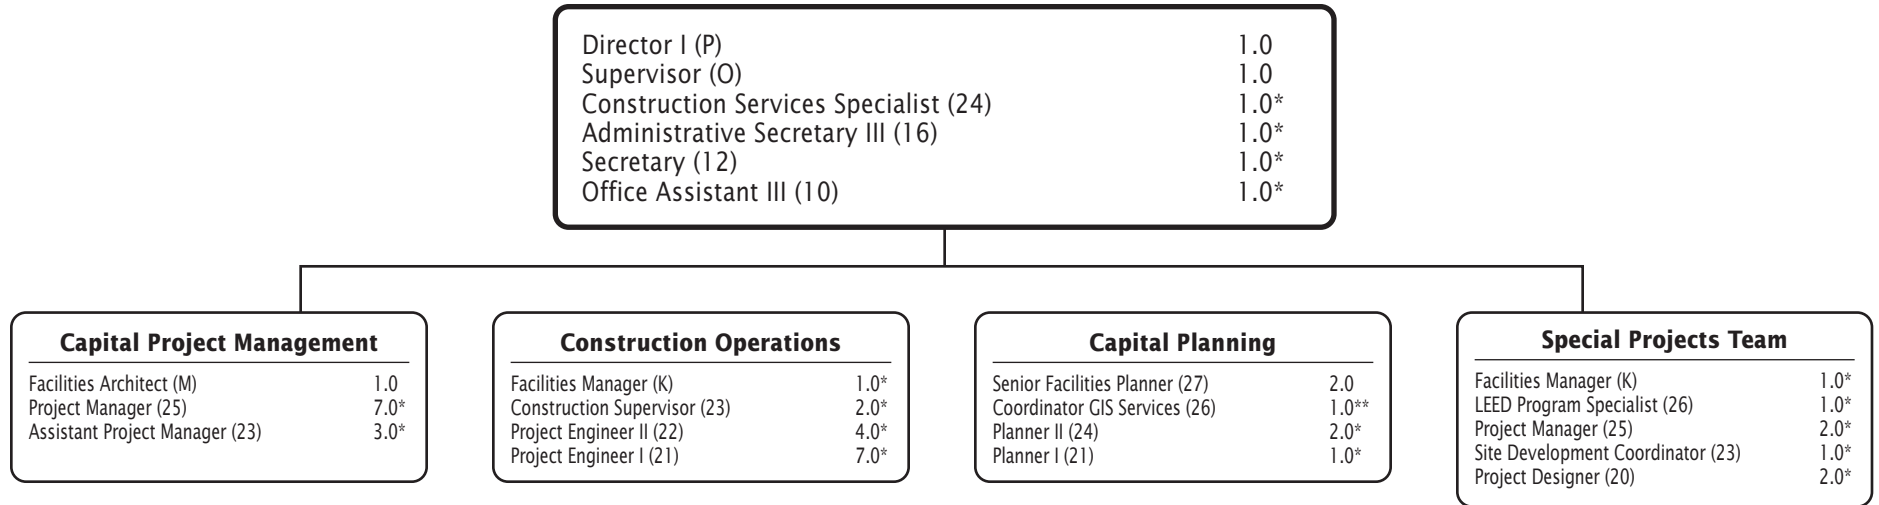 Director I (P) 1.0
Supervisor (O) 1.0
Construction Services Specialist (24) 1.0*
Administrative Secretary III (16) 1.0*
Secretary (12) 1.0*
Office Assistant III (10) 1.0*
Capital Project Management
Facilities Architect (M) 1.0
Project Manager (25) 7.0*
Assistant Project Manager (23) 3.0*
Construction Operations
Facilities Manager (K) 1.0*
Construction Supervisor (23) 2.0*
Project Engineer II (22) 4.0*
Project Engineer I (21) 7.0*
Capital Planning
Senior Facilities Planner (27) 2.0
Coordinator GIS Services (26) 1.0**
Planner II (24) 2.0*
Planner I (21) 1.0*
Special Projects Team
Facilities Manager (K) 1.0*
LEED Program Specialist (26) 1.0*
Project Manager (25) 2.0*
Site Development Coordinator (23) 1.0*
Project Designer (20) 2.0*